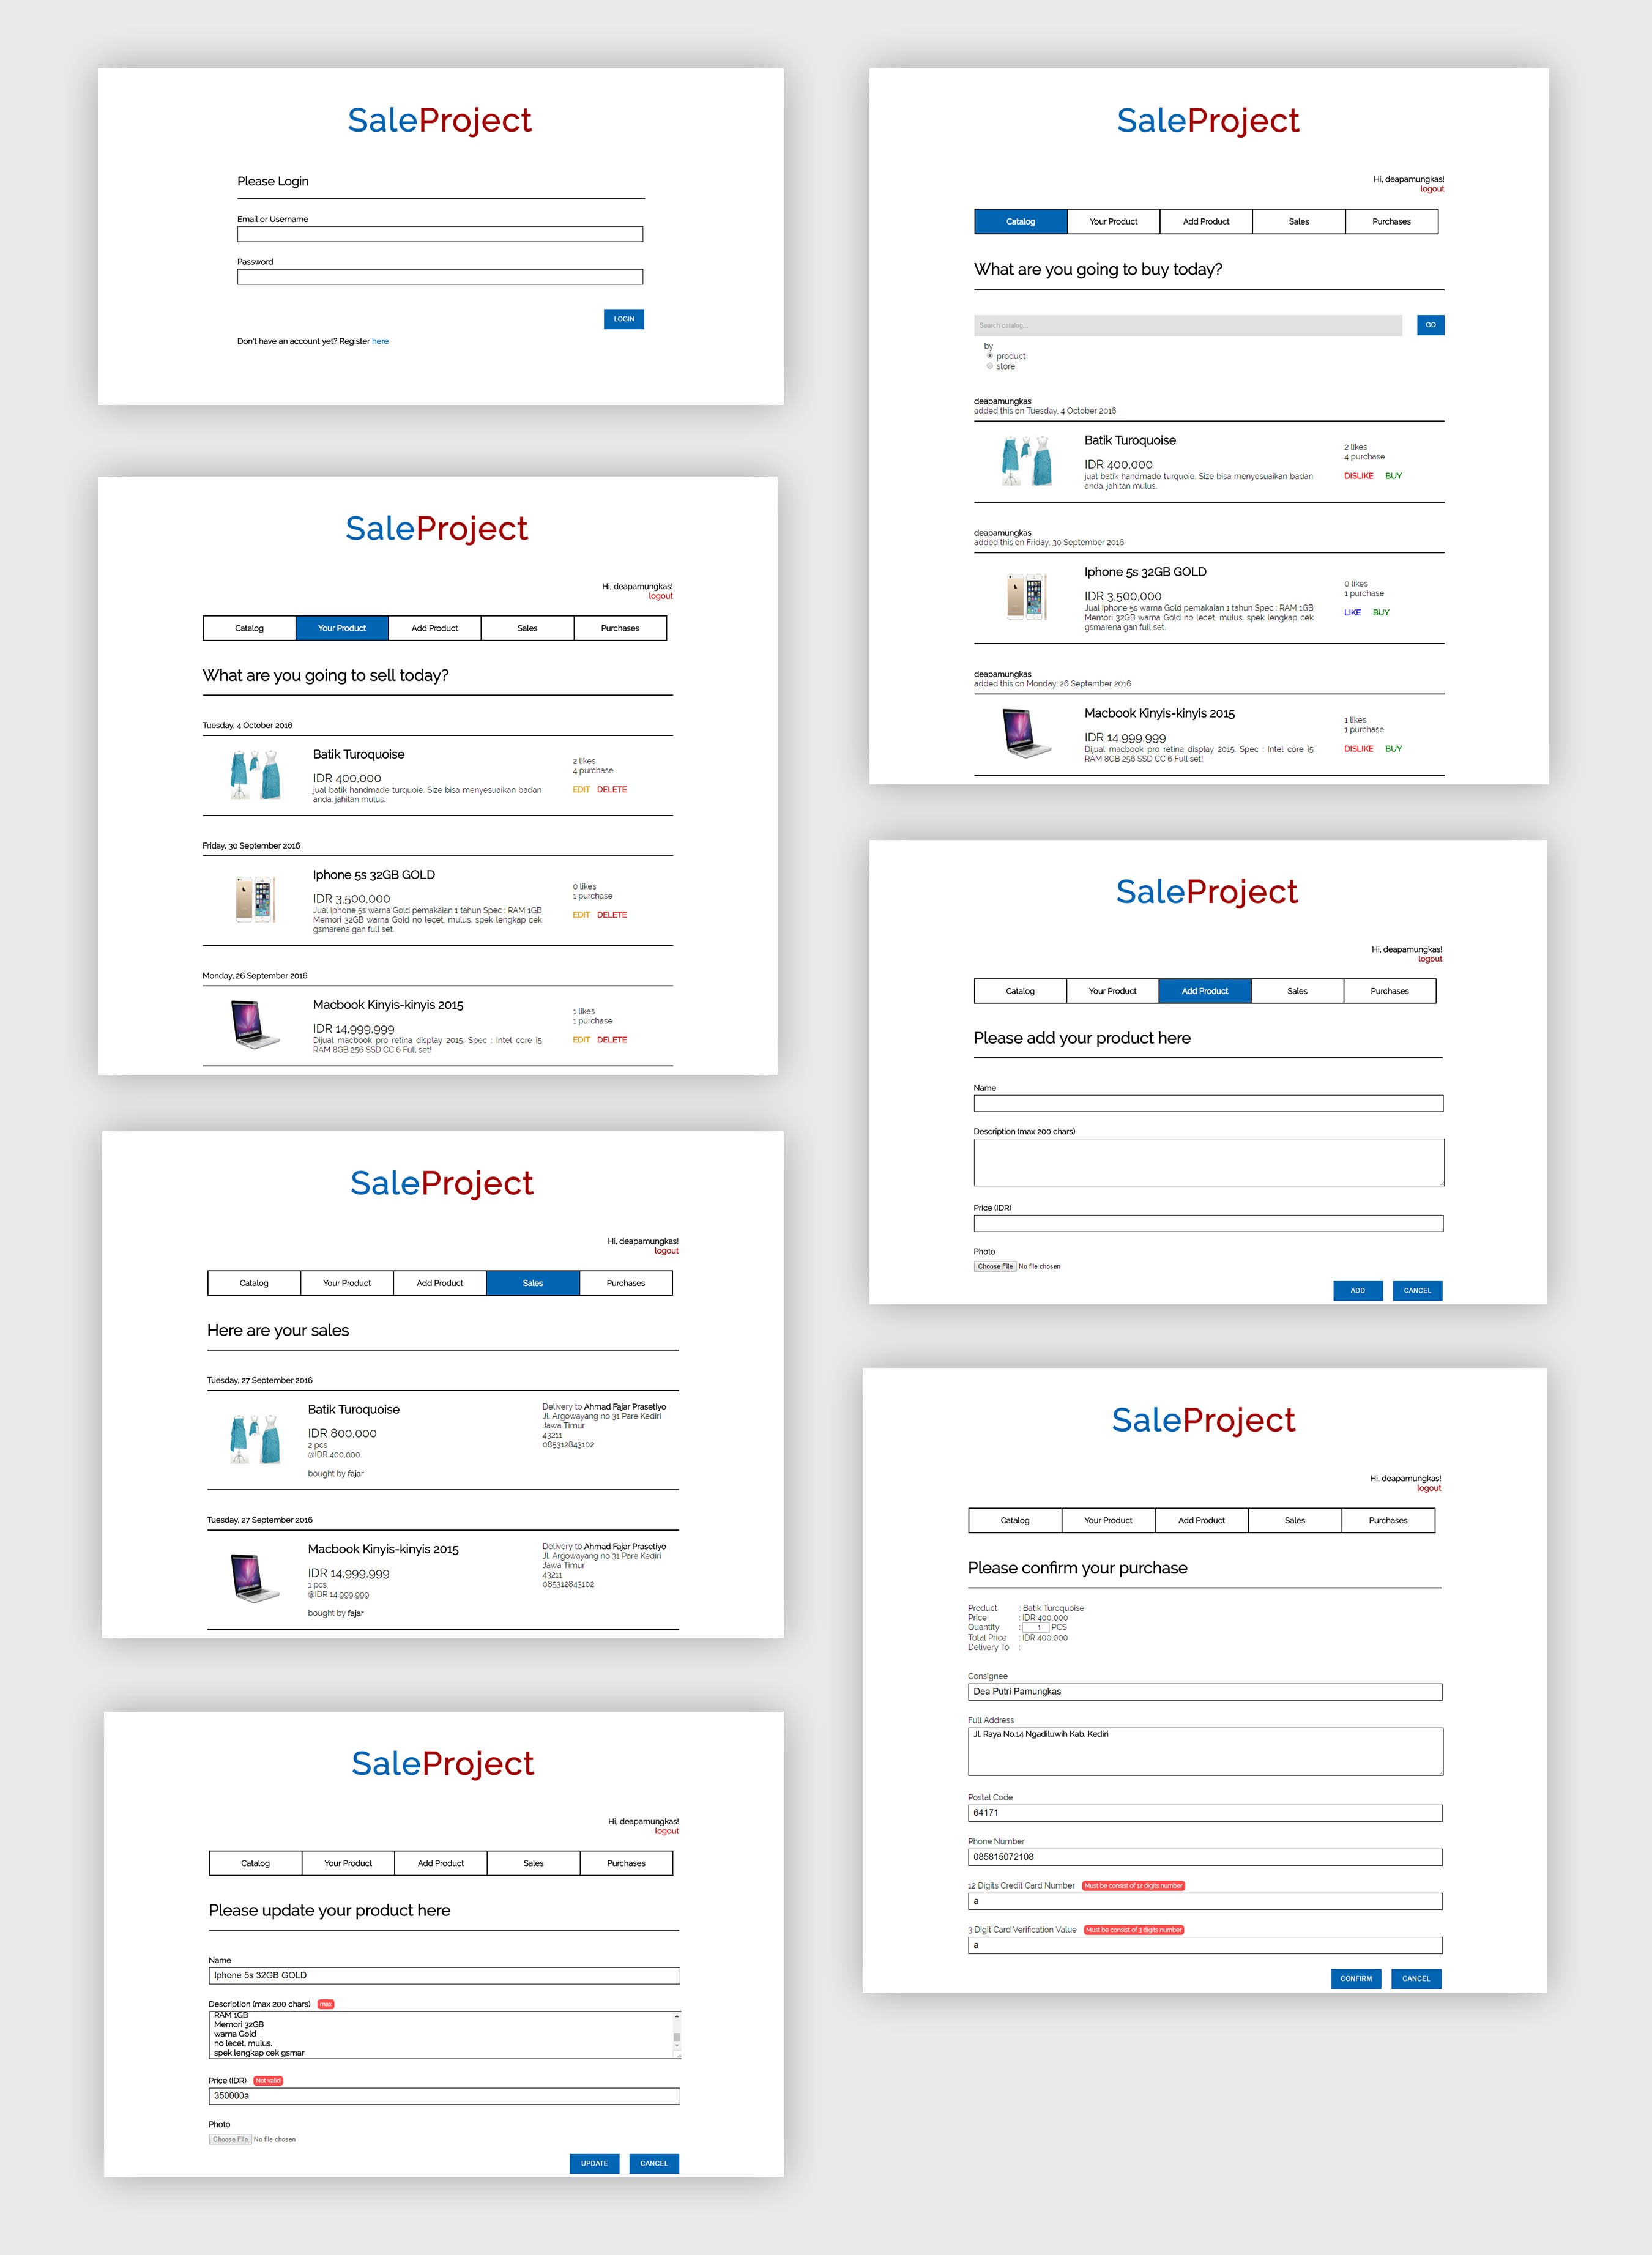 SaleProject
Please Login
Email or Username
Password
LOGIN
Don't have an account yet? Register here
SaleProject
Hi, deapamungkas!
logout
Catalog Your Product Add Product Sales Purchases
What are you going to buy today?
Search catalog... GO
by
product
store
deapamungkas
added this on Tuesday, 4 October 2016
Batik Turoquoise
IDR 400,000
jual batik handmade turquoie. Size bisa menyesuaikan badan
anda. jahitan mulus.
2 likes
4 purchase
DISLIKE BUY
deapamungkas
added this on Friday, 30 September 2016
Iphone 5s 32GB GOLD
IDR 3,500,000
Jual Iphone 5s warna Gold pemakaian 1 tahun Spec : RAM 1GB
Memori 32GB warna Gold no lecet, mulus. spek lengkap cek
gsmarena gan full set.
0 likes
1 purchase
LIKE BUY
deapamungkas
added this on Monday, 26 September 2016
Macbook Kinyis-kinyis 2015
IDR 14,999,999
Dijual macbook pro retina display 2015. Spec : Intel core i5
RAM 8GB 256 SSD CC 6 Full set!
1 likes
1 purchase
DISLIKE BUY
SaleProject
Hi, deapamungkas!
logout
Catalog Your Product Add Product Sales Purchases
What are you going to sell today?
Tuesday, 4 October 2016
Batik Turoquoise
IDR 400,000
jual batik handmade turquoie. Size bisa menyesuaikan badan
anda. jahitan mulus.
2 likes
4 purchase
EDIT DELETE
Friday, 30 September 2016
Iphone 5s 32GB GOLD
IDR 3,500,000
Jual Iphone 5s warna Gold pemakaian 1 tahun Spec : RAM 1GB
Memori 32GB warna Gold no lecet, mulus. spek lengkap cek
gsmarena gan full set.
0 likes
1 purchase
EDIT DELETE
Monday, 26 September 2016
Macbook Kinyis-kinyis 2015
IDR 14,999,999
Dijual macbook pro retina display 2015. Spec : Intel core i5
RAM 8GB 256 SSD CC 6 Full set!
1 likes
1 purchase
EDIT DELETE
SaleProject
Hi, deapamungkas!
logout
Catalog Your Product Add Product Sales Purchases
Please add your product here
Name
Description (max 200 chars)
Price (IDR)
Photo
Choose File No file chosen
ADD CANCEL
SaleProject
Hi, deapamungkas!
logout
Catalog Your Product Add Product Sales Purchases
Here are your sales
Tuesday, 27 September 2016
Batik Turoquoise
IDR 800,000
2 pcs
@IDR 400,000
bought by fajar
Delivery to Ahmad Fajar Prasetiyo
Jl. Argowayang no 31 Pare Kediri
Jawa Timur
43211
085312843102
Tuesday, 27 September 2016
Macbook Kinyis-kinyis 2015
IDR 14,999,999
1 pcs
@IDR 14,999,999
bought by fajar
Delivery to Ahmad Fajar Prasetiyo
Jl. Argowayang no 31 Pare Kediri
Jawa Timur
43211
085312843102
SaleProject
Hi, deapamungkas!
logout
Catalog Your Product Add Product Sales Purchases
Please confirm your purchase
Product : Batik Turoquoise
Price : IDR 400,000
Quantity : 1 PCS
Total Price : IDR 400,000
Delivery To :
Consignee
Dea Putri Pamungkas
Full Address
Jl. Raya No.14 Ngadiluwih Kab. Kediri
Postal Code
64171
Phone Number
085815072108
12 Digits Credit Card Number Must be consist of 12 digits number
a
3 Digit Card Verification Value Must be consist of 3 digits number
a
CONFIRM CANCEL
SaleProject
Hi, deapamungkas!
logout
Catalog Your Product Add Product Sales Purchases
Please update your product here
Name
Iphone 5s 32GB GOLD
Description (max 200 chars) max
RAM 1GB
Memori 32GB
warna Gold
no lecet, mulus.
spek lengkap cek gsmar
Price (IDR) Not valid
350000a
Photo
Choose File No file chosen
UPDATE CANCEL